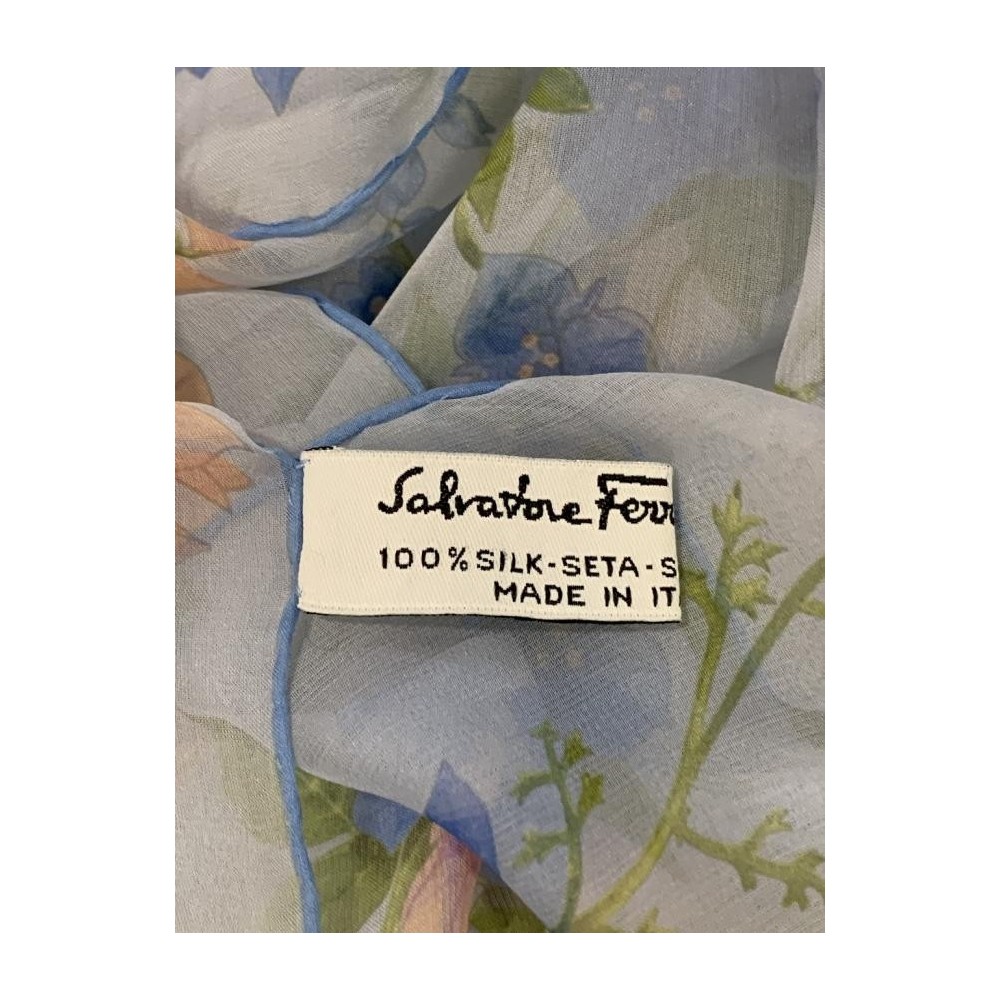 Salvatore Ferr
100% SILK-SETA-S
MADE IN IT